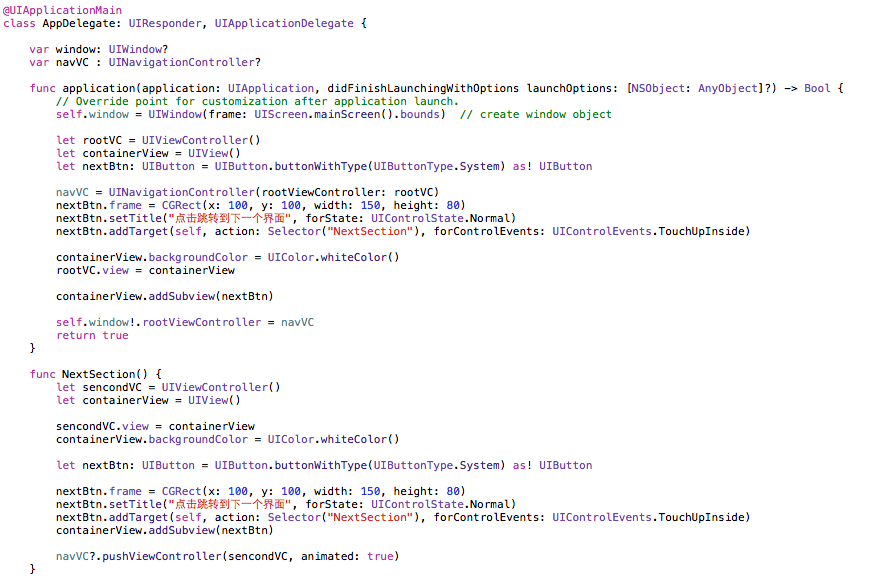 @UIApplicationMain
class AppDelegate: UIResponder, UIApplicationDelegate {
    var window: UIWindow?
    var navVC : UINavigationController?
    func application(application: UIApplication, didFinishLaunchingWithOptions launchOptions: [NSObject: AnyObject]?) -> Bool {
        // Override point for customization after application launch.
        self.window = UIWindow(frame: UIScreen.mainScreen().bounds)  // create window object
        let rootVC = UIViewController()
        let containerView = UIView()
        let nextBtn: UIButton = UIButton.buttonWithType(UIButtonType.System) as! UIButton
        navVC = UINavigationController(rootViewController: rootVC)
        nextBtn.frame = CGRect(x: 100, y: 100, width: 150, height: 80)
        nextBtn.setTitle("点击跳转到下一个界面", forState: UIControlState.Normal)
        nextBtn.addTarget(self, action: Selector("NextSection"), forControlEvents: UIControlEvents.TouchUpInside)
        containerView.backgroundColor = UIColor.whiteColor()
        rootVC.view = containerView
        containerView.addSubview(nextBtn)
        self.window!.rootViewController = navVC
        return true
    }
    func NextSection() {
        let sencondVC = UIViewController()
        let containerView = UIView()
        sencondVC.view = containerView
        containerView.backgroundColor = UIColor.whiteColor()
        let nextBtn: UIButton = UIButton.buttonWithType(UIButtonType.System) as! UIButton
        nextBtn.frame = CGRect(x: 100, y: 100, width: 150, height: 80)
        nextBtn.setTitle("点击跳转到下一个界面", forState: UIControlState.Normal)
        nextBtn.addTarget(self, action: Selector("NextSection"), forControlEvents: UIControlEvents.TouchUpInside)
        containerView.addSubview(nextBtn)
        navVC?.pushViewController(sencondVC, animated: true)
    }